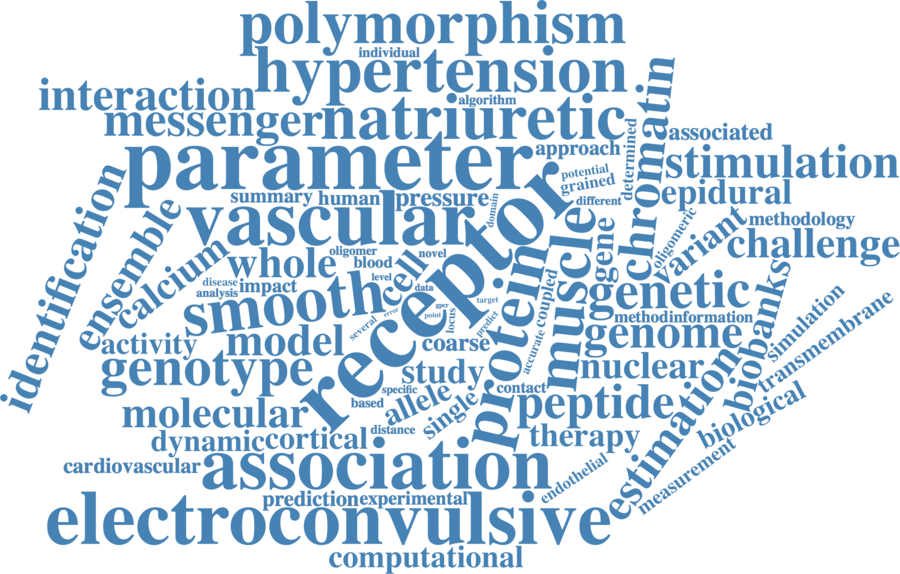 polymorphism
individual
hypertension
interaction
algorithm
messenger
natriuretic
chromatin
determined
associated
parameter
approach
stimulation
potential
grained
epidural
summary
human
pressure
domain
different
identification
ensemble
vascular
receptor
oligomeric
variant
methodology
challenge
calcium
whole
oligomer
blood
cell
novel
protein
muscle
gene
disease
analysis
impact
level
data
smooth
several
error
gper
point
locus
target
predict
accurate
coupled
genetic
method
information
biobanks
simulation
transmembrane
activity
model
coarse
genome
genotype
study
nuclear
specific
contact
based
allele
single
peptide
estimation
biological
molecular
distance
dynamic
cortical
therapy
cardiovascular
association
endothelial
measurement
prediction
experimental
electroconvulsive
computational